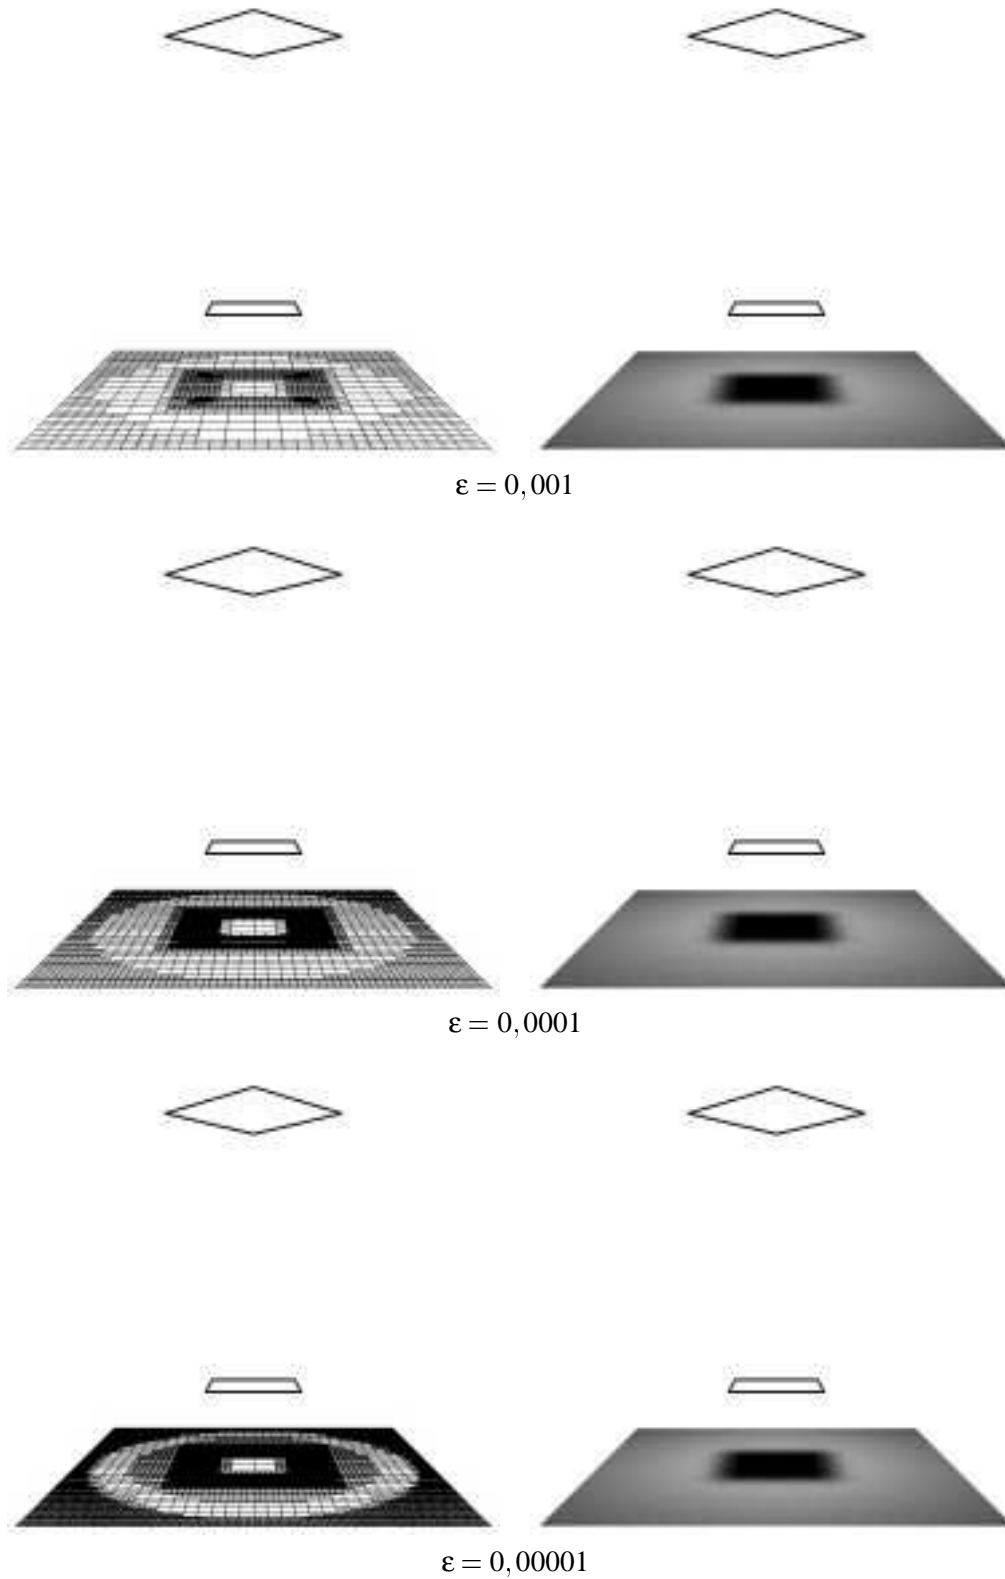 ε = 0,001
ε = 0,0001
ε = 0,00001